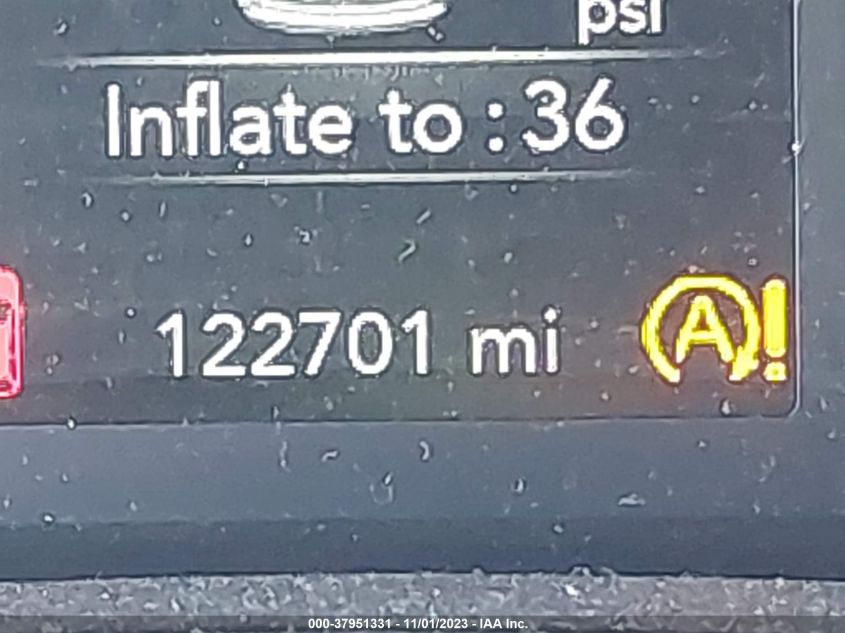 psi
Inflate to : 36
122701 mi A!
000-37951331 - 11/01/2023 - IAA Inc.